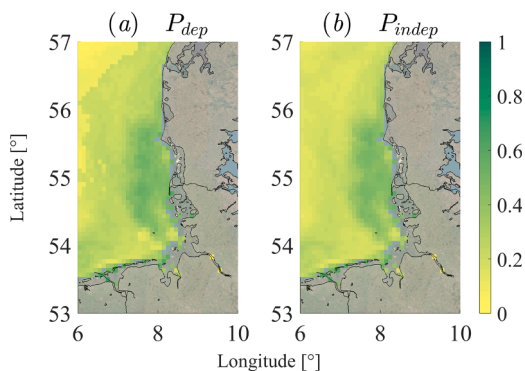 (a) P_dep (b) P_indep
57 57 1
56 56 0.8
55 55 0.6
54 54 0.4
53 53 0.2
0
6 8 10 6 8 10
Latitude [°]
Longitude [°]